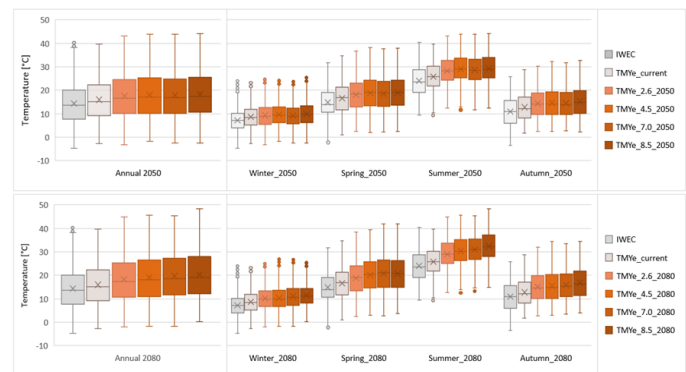 Temperature [°C]
50
40
30
20
10
0
-10
Annual 2050
Winter_2050
Spring_2050
Summer_2050
Autumn_2050
IWEC
TMYe_current
TMYe_2.6_2050
TMYe_4.5_2050
TMYe_7.0_2050
TMYe_8.5_2050
Temperature [°C]
50
40
30
20
10
0
-10
Annual 2080
Winter_2080
Spring_2080
Summer_2080
Autumn_2080
IWEC
TMYe_current
TMYe_2.6_2080
TMYe_4.5_2080
TMYe_7.0_2080
TMYe_8.5_2080